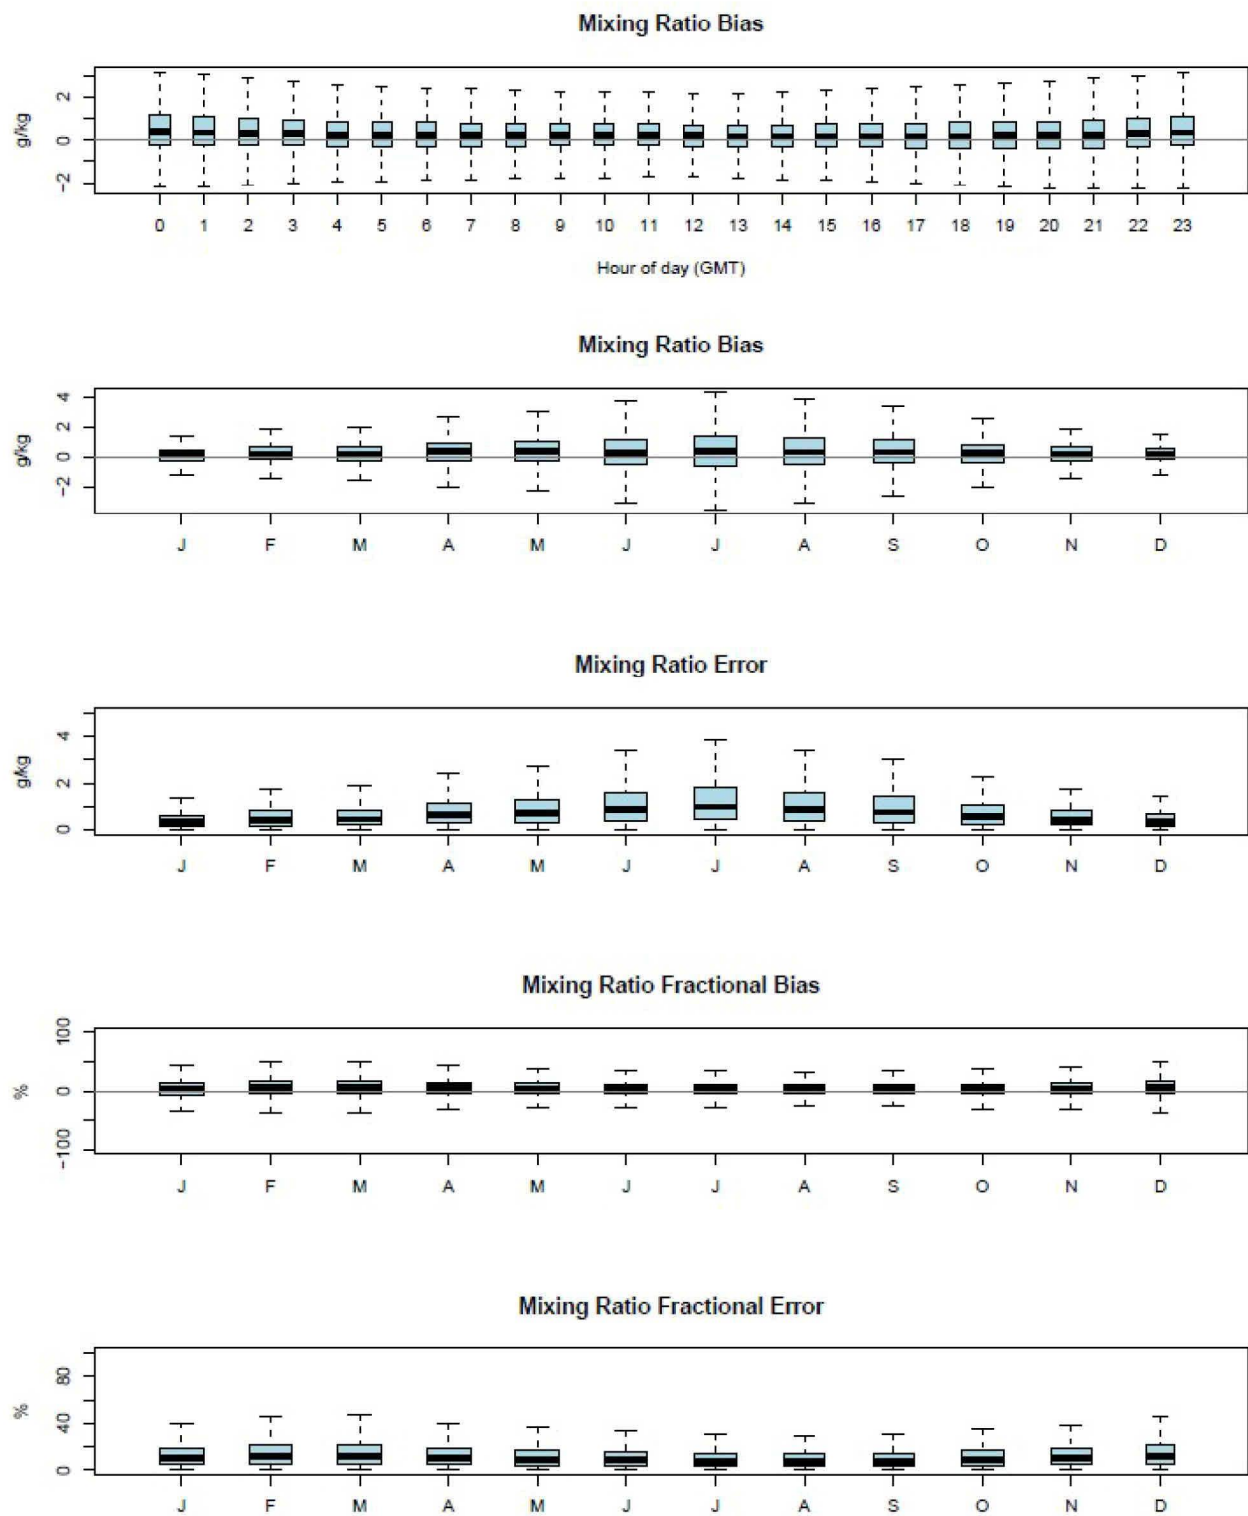 Mixing Ratio Bias
g/kg
2
0
-2
0 1 2 3 4 5 6 7 8 9 10 11 12 13 14 15 16 17 18 19 20 21 22 23
Hour of day (GMT)
Mixing Ratio Bias
g/kg
4
2
0
-2
J F M A M J J A S O N D
Mixing Ratio Error
g/kg
4
2
0
J F M A M J J A S O N D
Mixing Ratio Fractional Bias
%
100
0
-100
J F M A M J J A S O N D
Mixing Ratio Fractional Error
%
80
40
0
J F M A M J J A S O N D